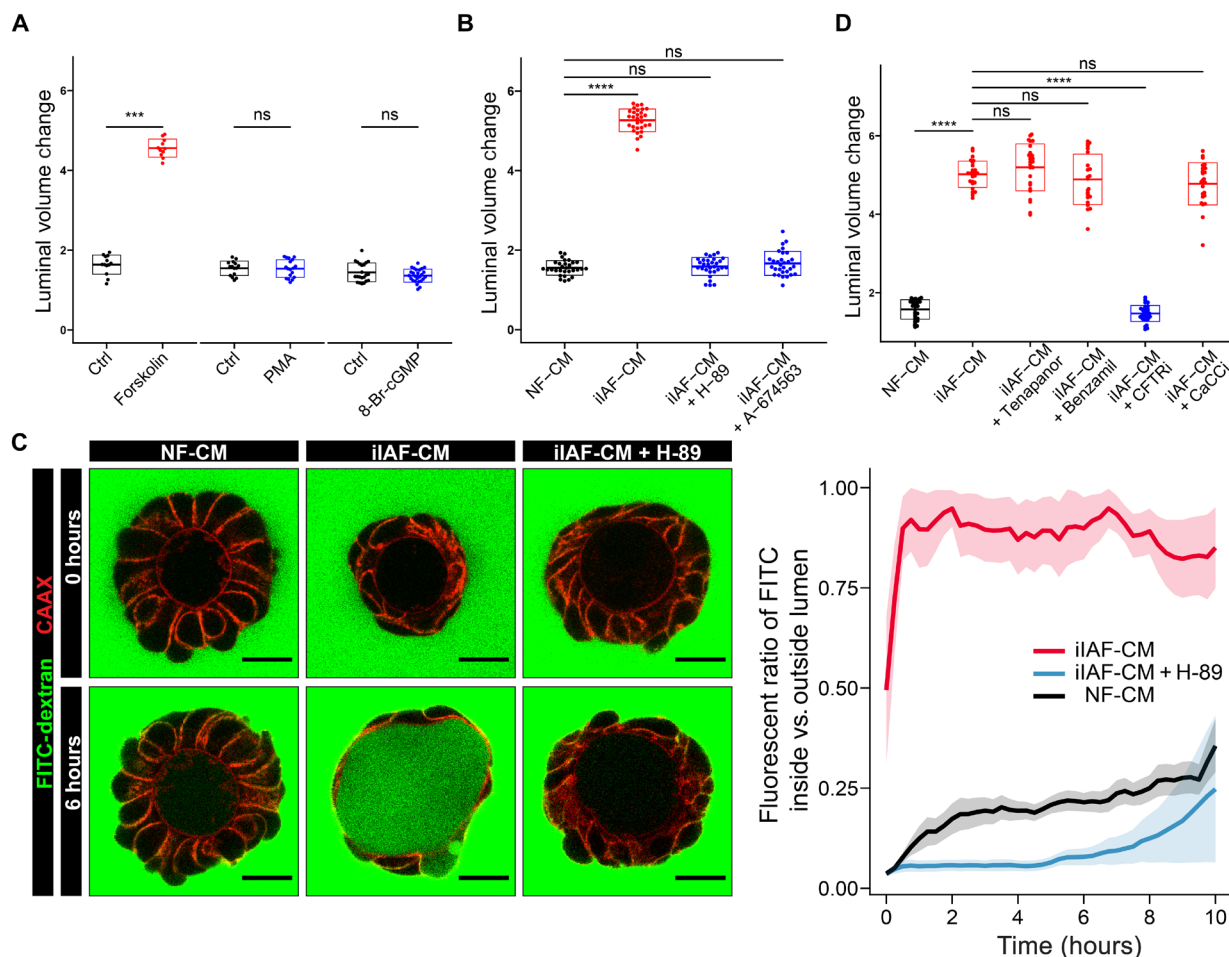 A
Luminal volume change
6
4
2
0
***
ns
ns
Ctrl
Forskolin
Ctrl
PMA
Ctrl
8-Br-cGMP
B
Luminal volume change
6
4
2
0
ns
ns
****
NF-CM
iIAF-CM
iIAF-CM
+ H-89
iIAF-CM
+ A-674563
D
Luminal volume change
6
4
2
0
ns
****
ns
ns
****
NF-CM
iIAF-CM
iIAF-CM
+ Tenapanor
iIAF-CM
+ Benzamil
iIAF-CM
+ CFTRi
iIAF-CM
+ CaCCi
C
NF-CM
iIAF-CM
iIAF-CM + H-89
FITC-dextran CAAX
0 hours
6 hours
Fluorescent ratio of FITC
inside vs. outside lumen
1.00
0.75
0.50
0.25
0.00
iIAF-CM
iIAF-CM + H-89
NF-CM
0 2 4 6 8 10
Time (hours)